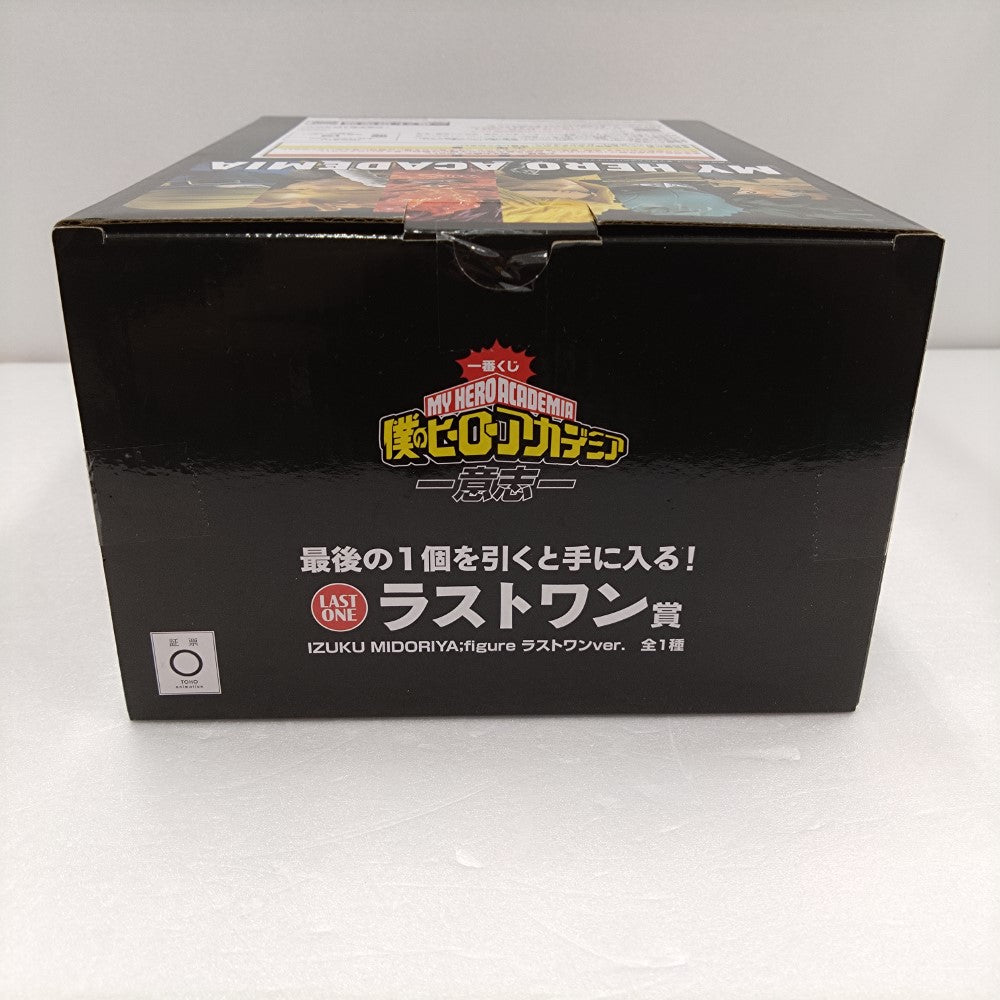 MY HERO ACADEMIA
一番くじ
MY HERO ACADEMIA
僕のヒーローアカデミア
―意志―
最後の1個を引くと手に入る!
LAST ONE ラストワン賞
IZUKU MIDORIYA;figure ラストワンver. 全1種
証票
TOHO
animation